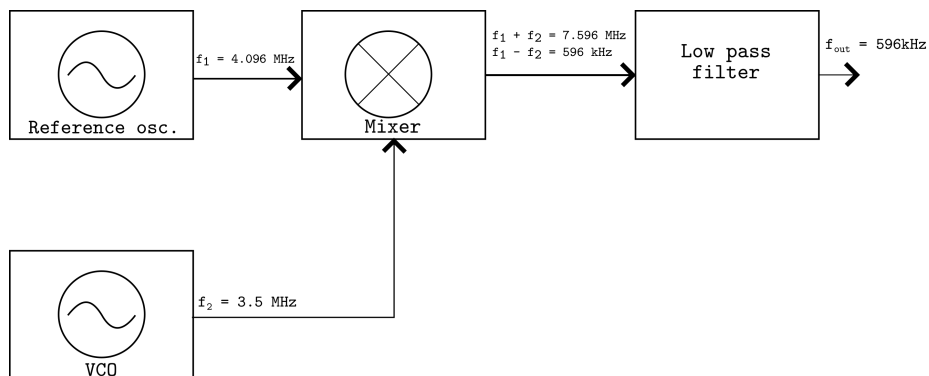 Reference osc.
f₁ = 4.096 MHz
Mixer
f₁ + f₂ = 7.596 MHz
f₁ - f₂ = 596 kHz
Low pass
filter
f_out = 596kHz
VCO
f₂ = 3.5 MHz